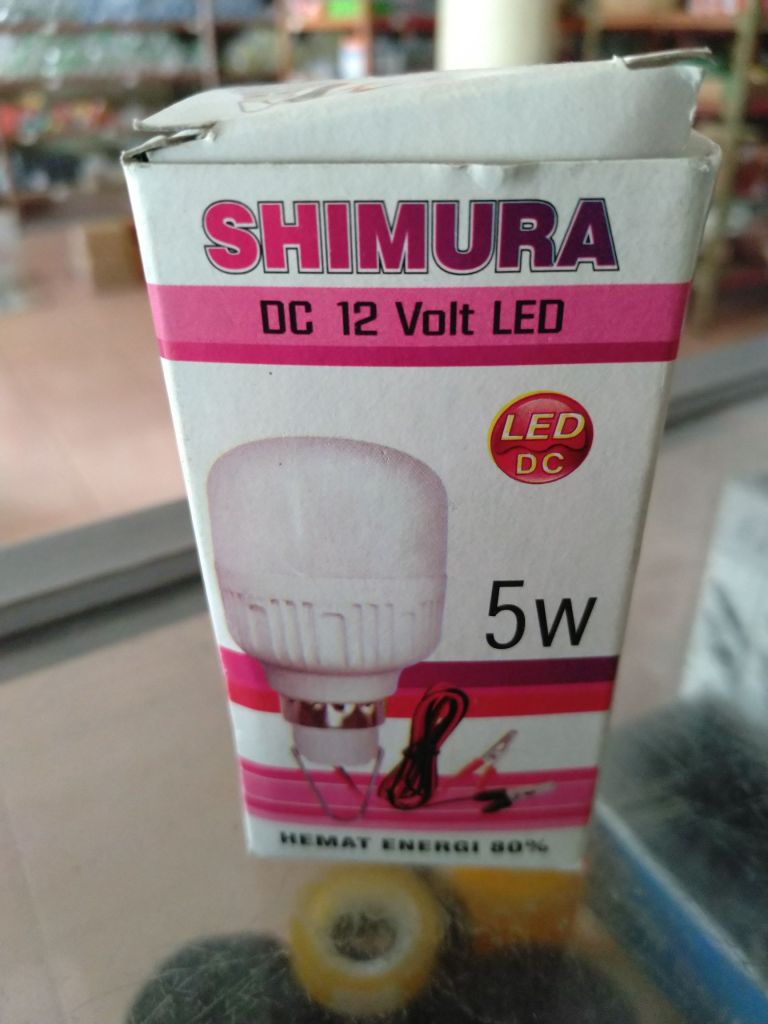 SHIMURA
DC 12 Volt LED
LED
DC
5W
HEMAT ENERGI 80%